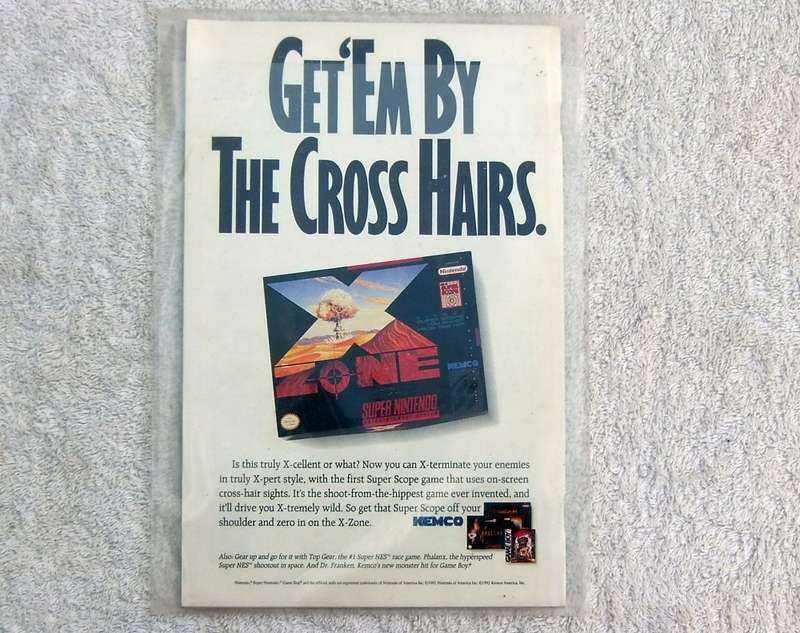 GET 'EM BY
THE CROSS HAIRS.
Nintendo
X
ZONE
KEMCO
SUPER NINTENDO
Is this truly X-cellent or what? Now you can X-terminate your enemies
in truly X-pert style, with the first Super Scope game that uses on-screen
cross-hair sights. It's the shoot-from-the-hippest game ever invented, and
it'll drive you X-tremely wild. So get that Super Scope off your
shoulder and zero in on the X-Zone.
KEMCO
GAME BOY
Also: Gear up and go for it with Top Gear, the #1 Super NES® race game. Phalanx, the hyperspeed
Super NES® shootout in space. And Dr. Franken, Kemco's new monster hit for Game Boy®